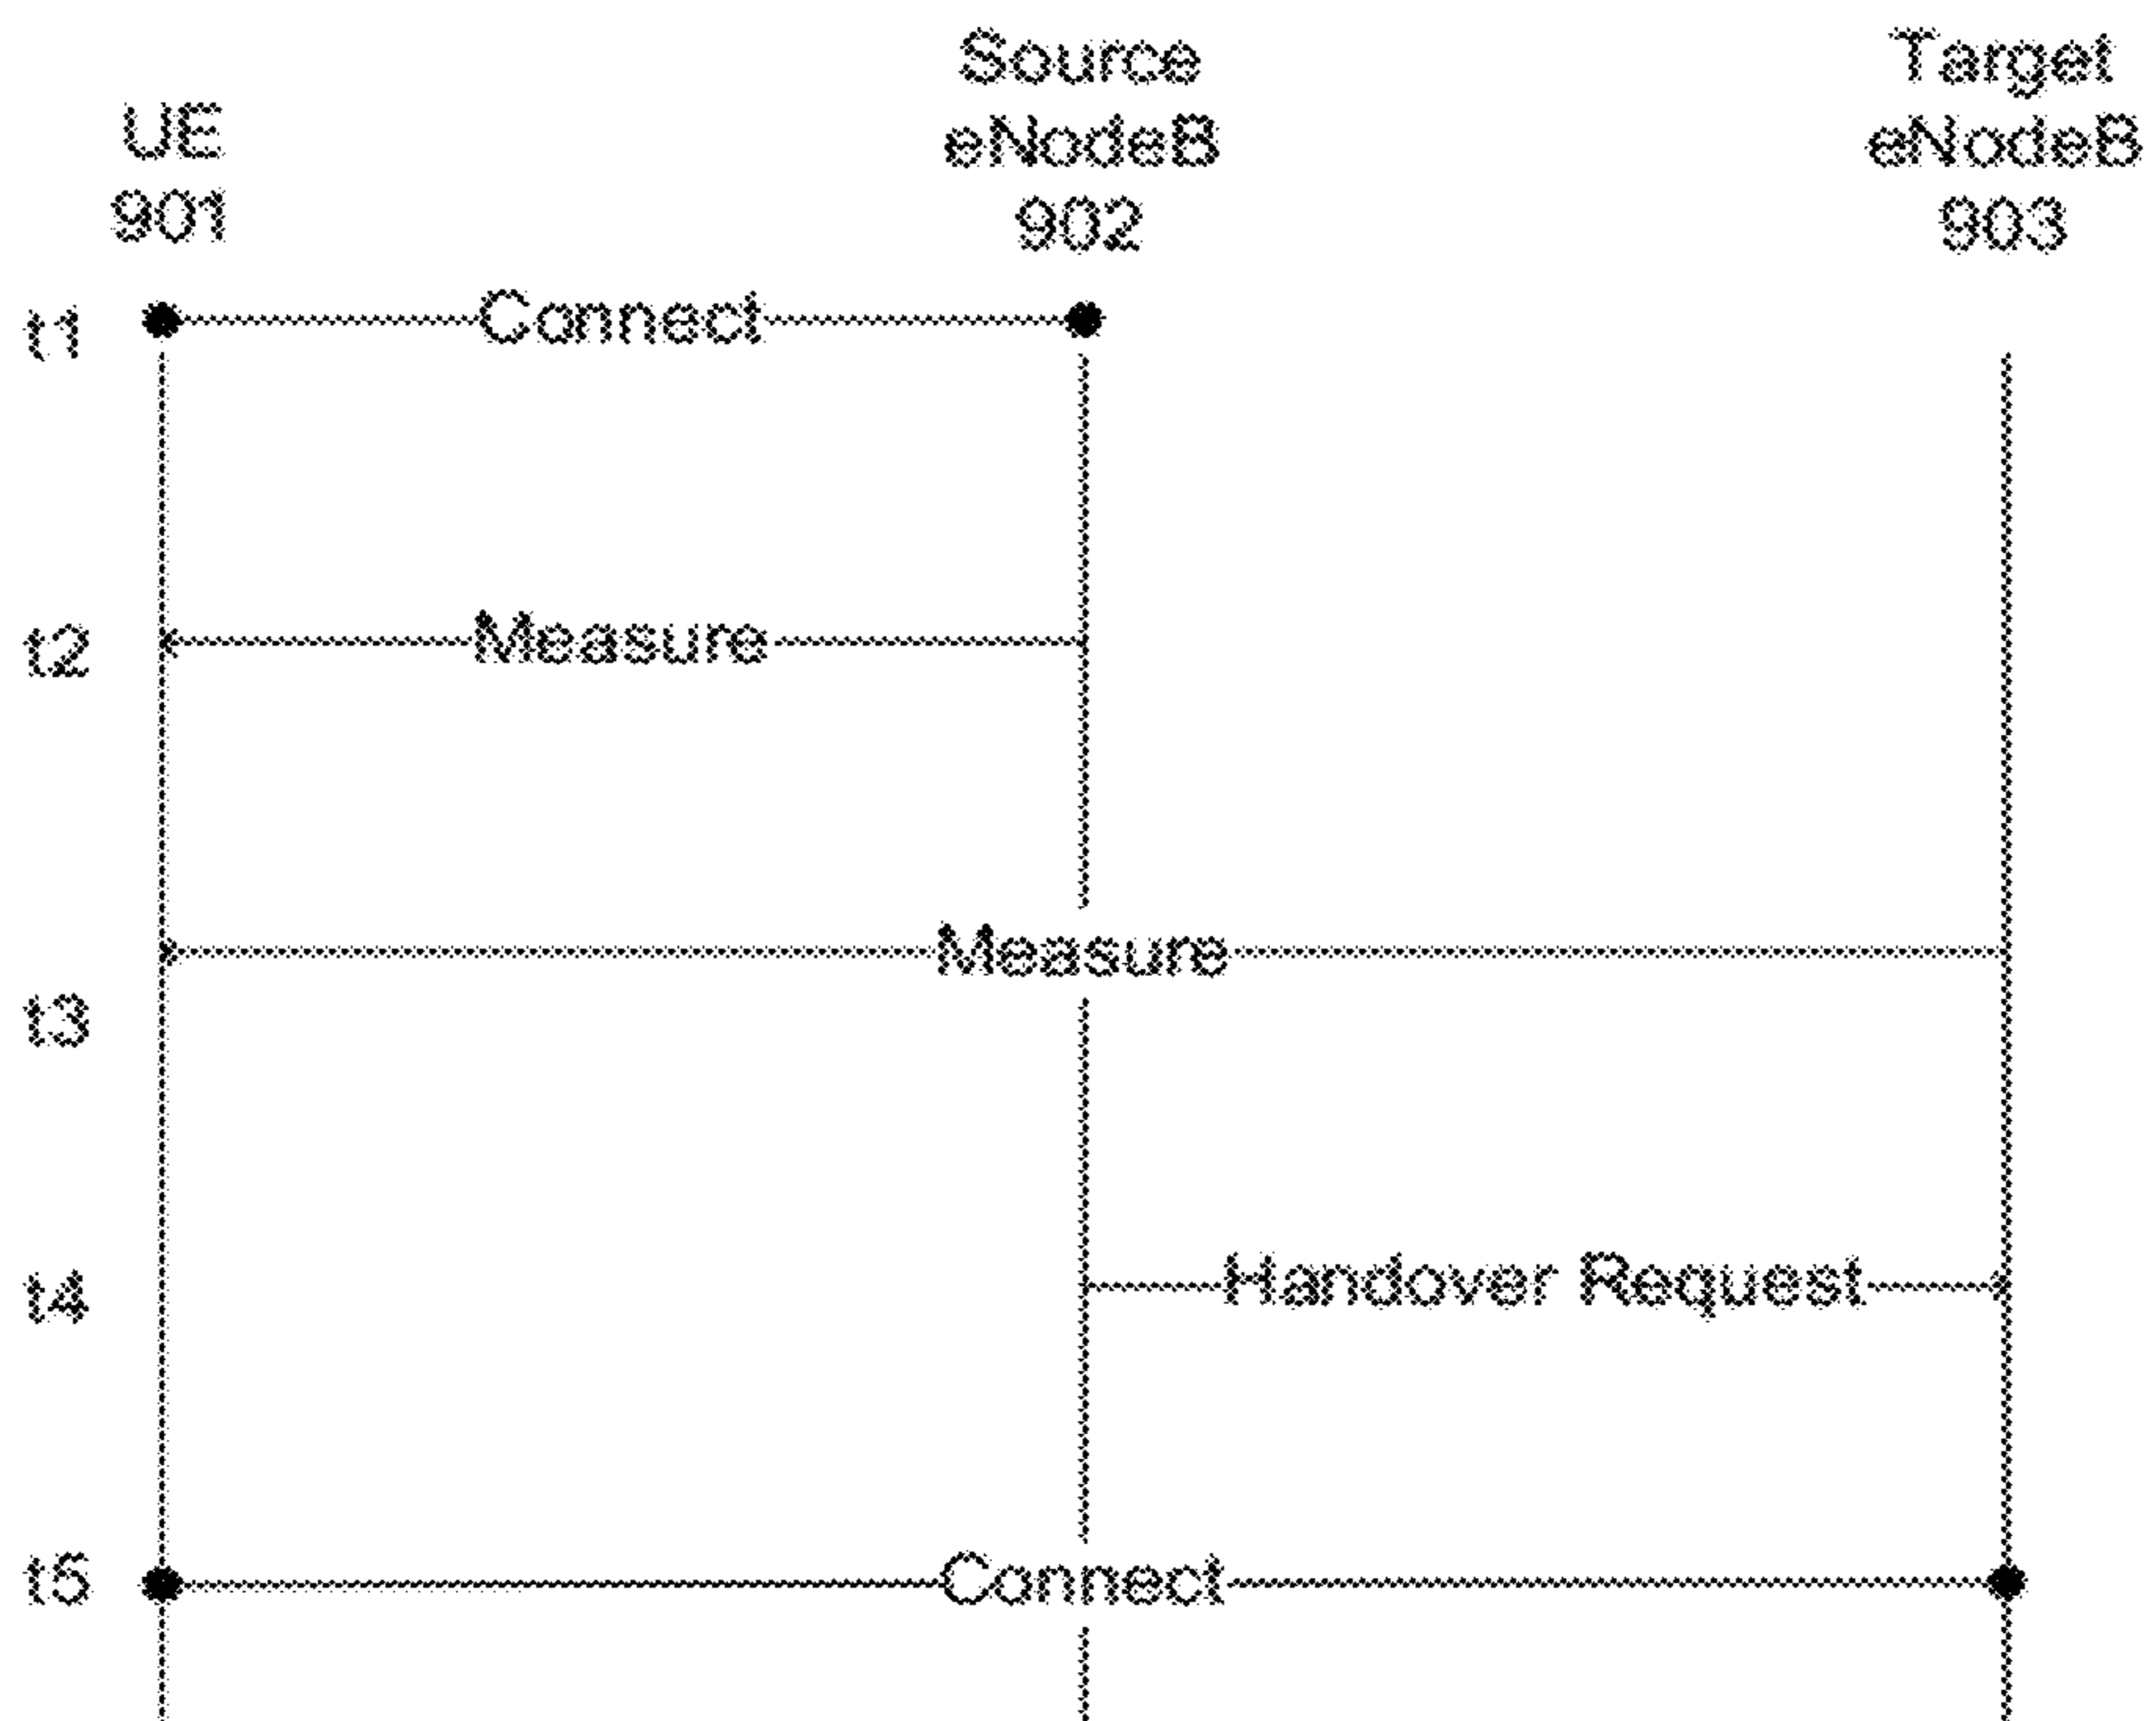 UE
901
Source
eNodeB
902
Target
eNodeB
903
t1
Connect
t2
Measure
Measure
t3
t4
Handover Request
t5
Connect